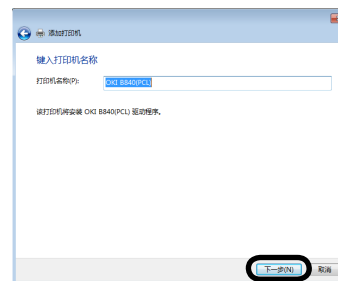 添加打印机
键入打印机名称
打印机名称(P): OKI B840(PCL)
该打印机将安装 OKI B840(PCL) 驱动程序。
下一步(N) 取消